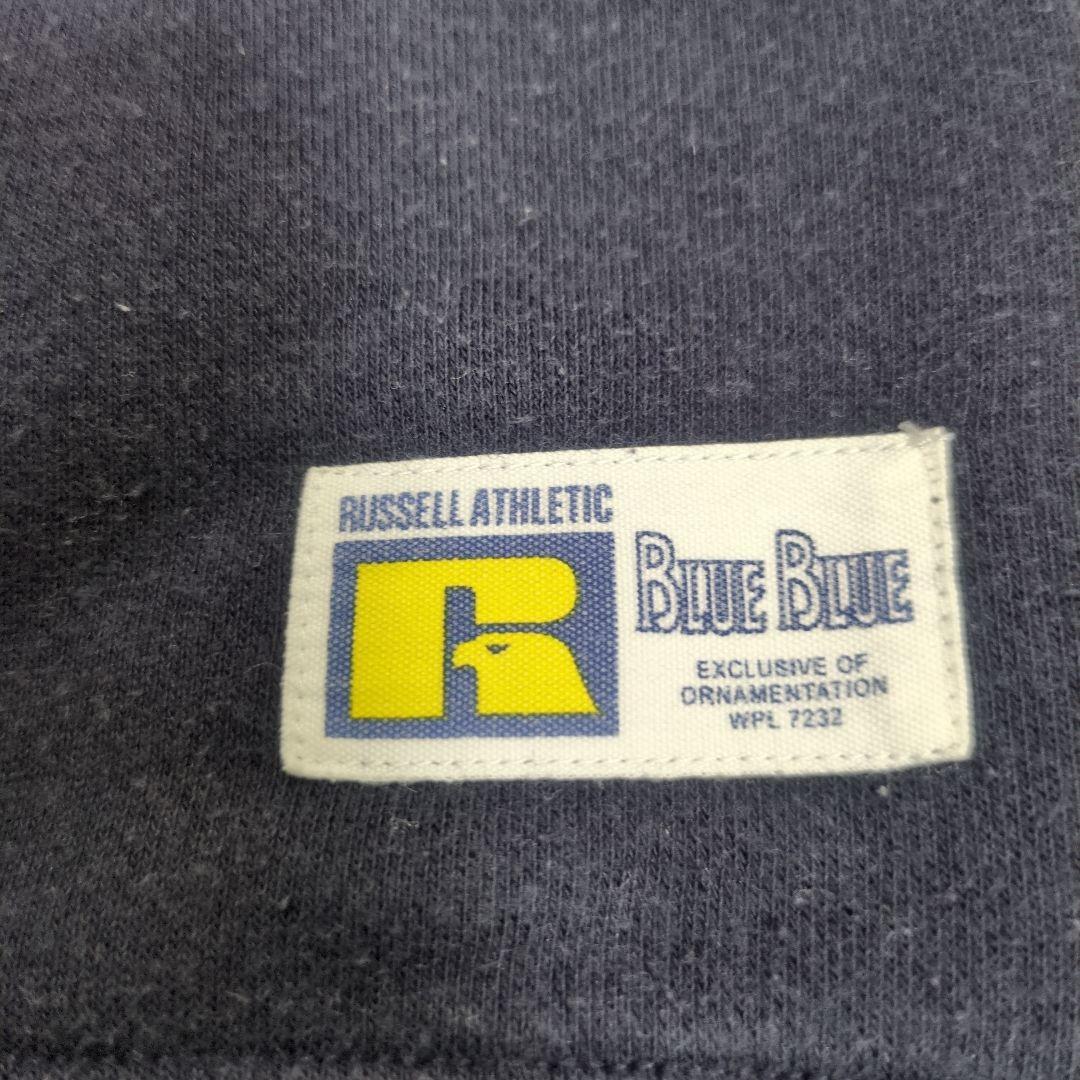 RUSSELL ATHLETIC
R
BLUE BLUE
EXCLUSIVE OF
ORNAMENTATION
WPL 7232